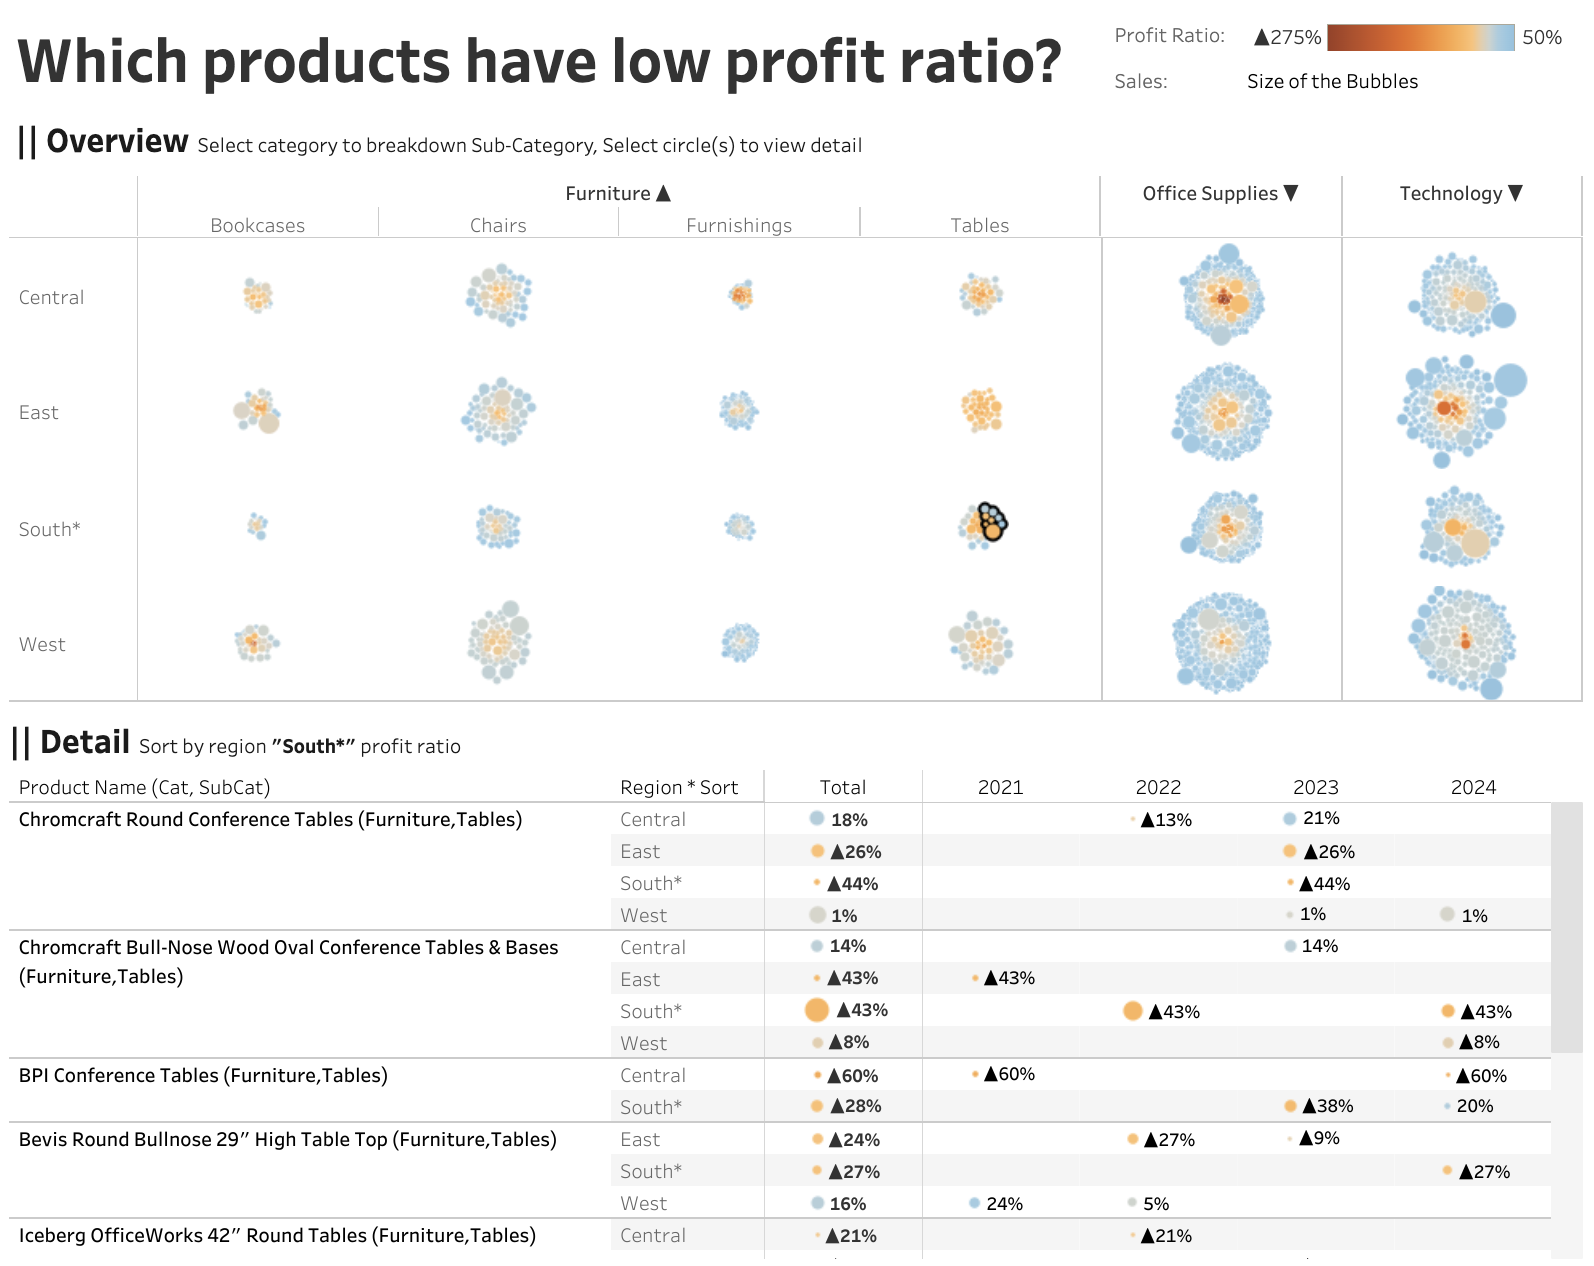 Which products have low profit ratio?
Profit Ratio: ▲275% 50%
Sales: Size of the Bubbles
|| Overview Select category to breakdown Sub-Category, Select circle(s) to view detail
Furniture ▲ Office Supplies ▼ Technology ▼
Bookcases Chairs Furnishings Tables
Central
East
South*
West
|| Detail Sort by region "South*" profit ratio
Product Name (Cat, SubCat) Region * Sort Total 2021 2022 2023 2024
Chromcraft Round Conference Tables (Furniture,Tables) Central 18% ▲13% 21%
East ▲26% ▲26%
South* ▲44% ▲44%
West 1% 1% 1%
Chromcraft Bull-Nose Wood Oval Conference Tables & Bases Central 14% 14%
(Furniture,Tables) East ▲43% ▲43%
South* ▲43% ▲43% ▲43%
West ▲8% ▲8%
BPI Conference Tables (Furniture,Tables) Central ▲60% ▲60% ▲60%
South* ▲28% ▲38% 20%
Bevis Round Bullnose 29″ High Table Top (Furniture,Tables) East ▲24% ▲27% ▲9%
South* ▲27% ▲27%
West 16% 24% 5%
Iceberg OfficeWorks 42″ Round Tables (Furniture,Tables) Central ▲21% ▲21%